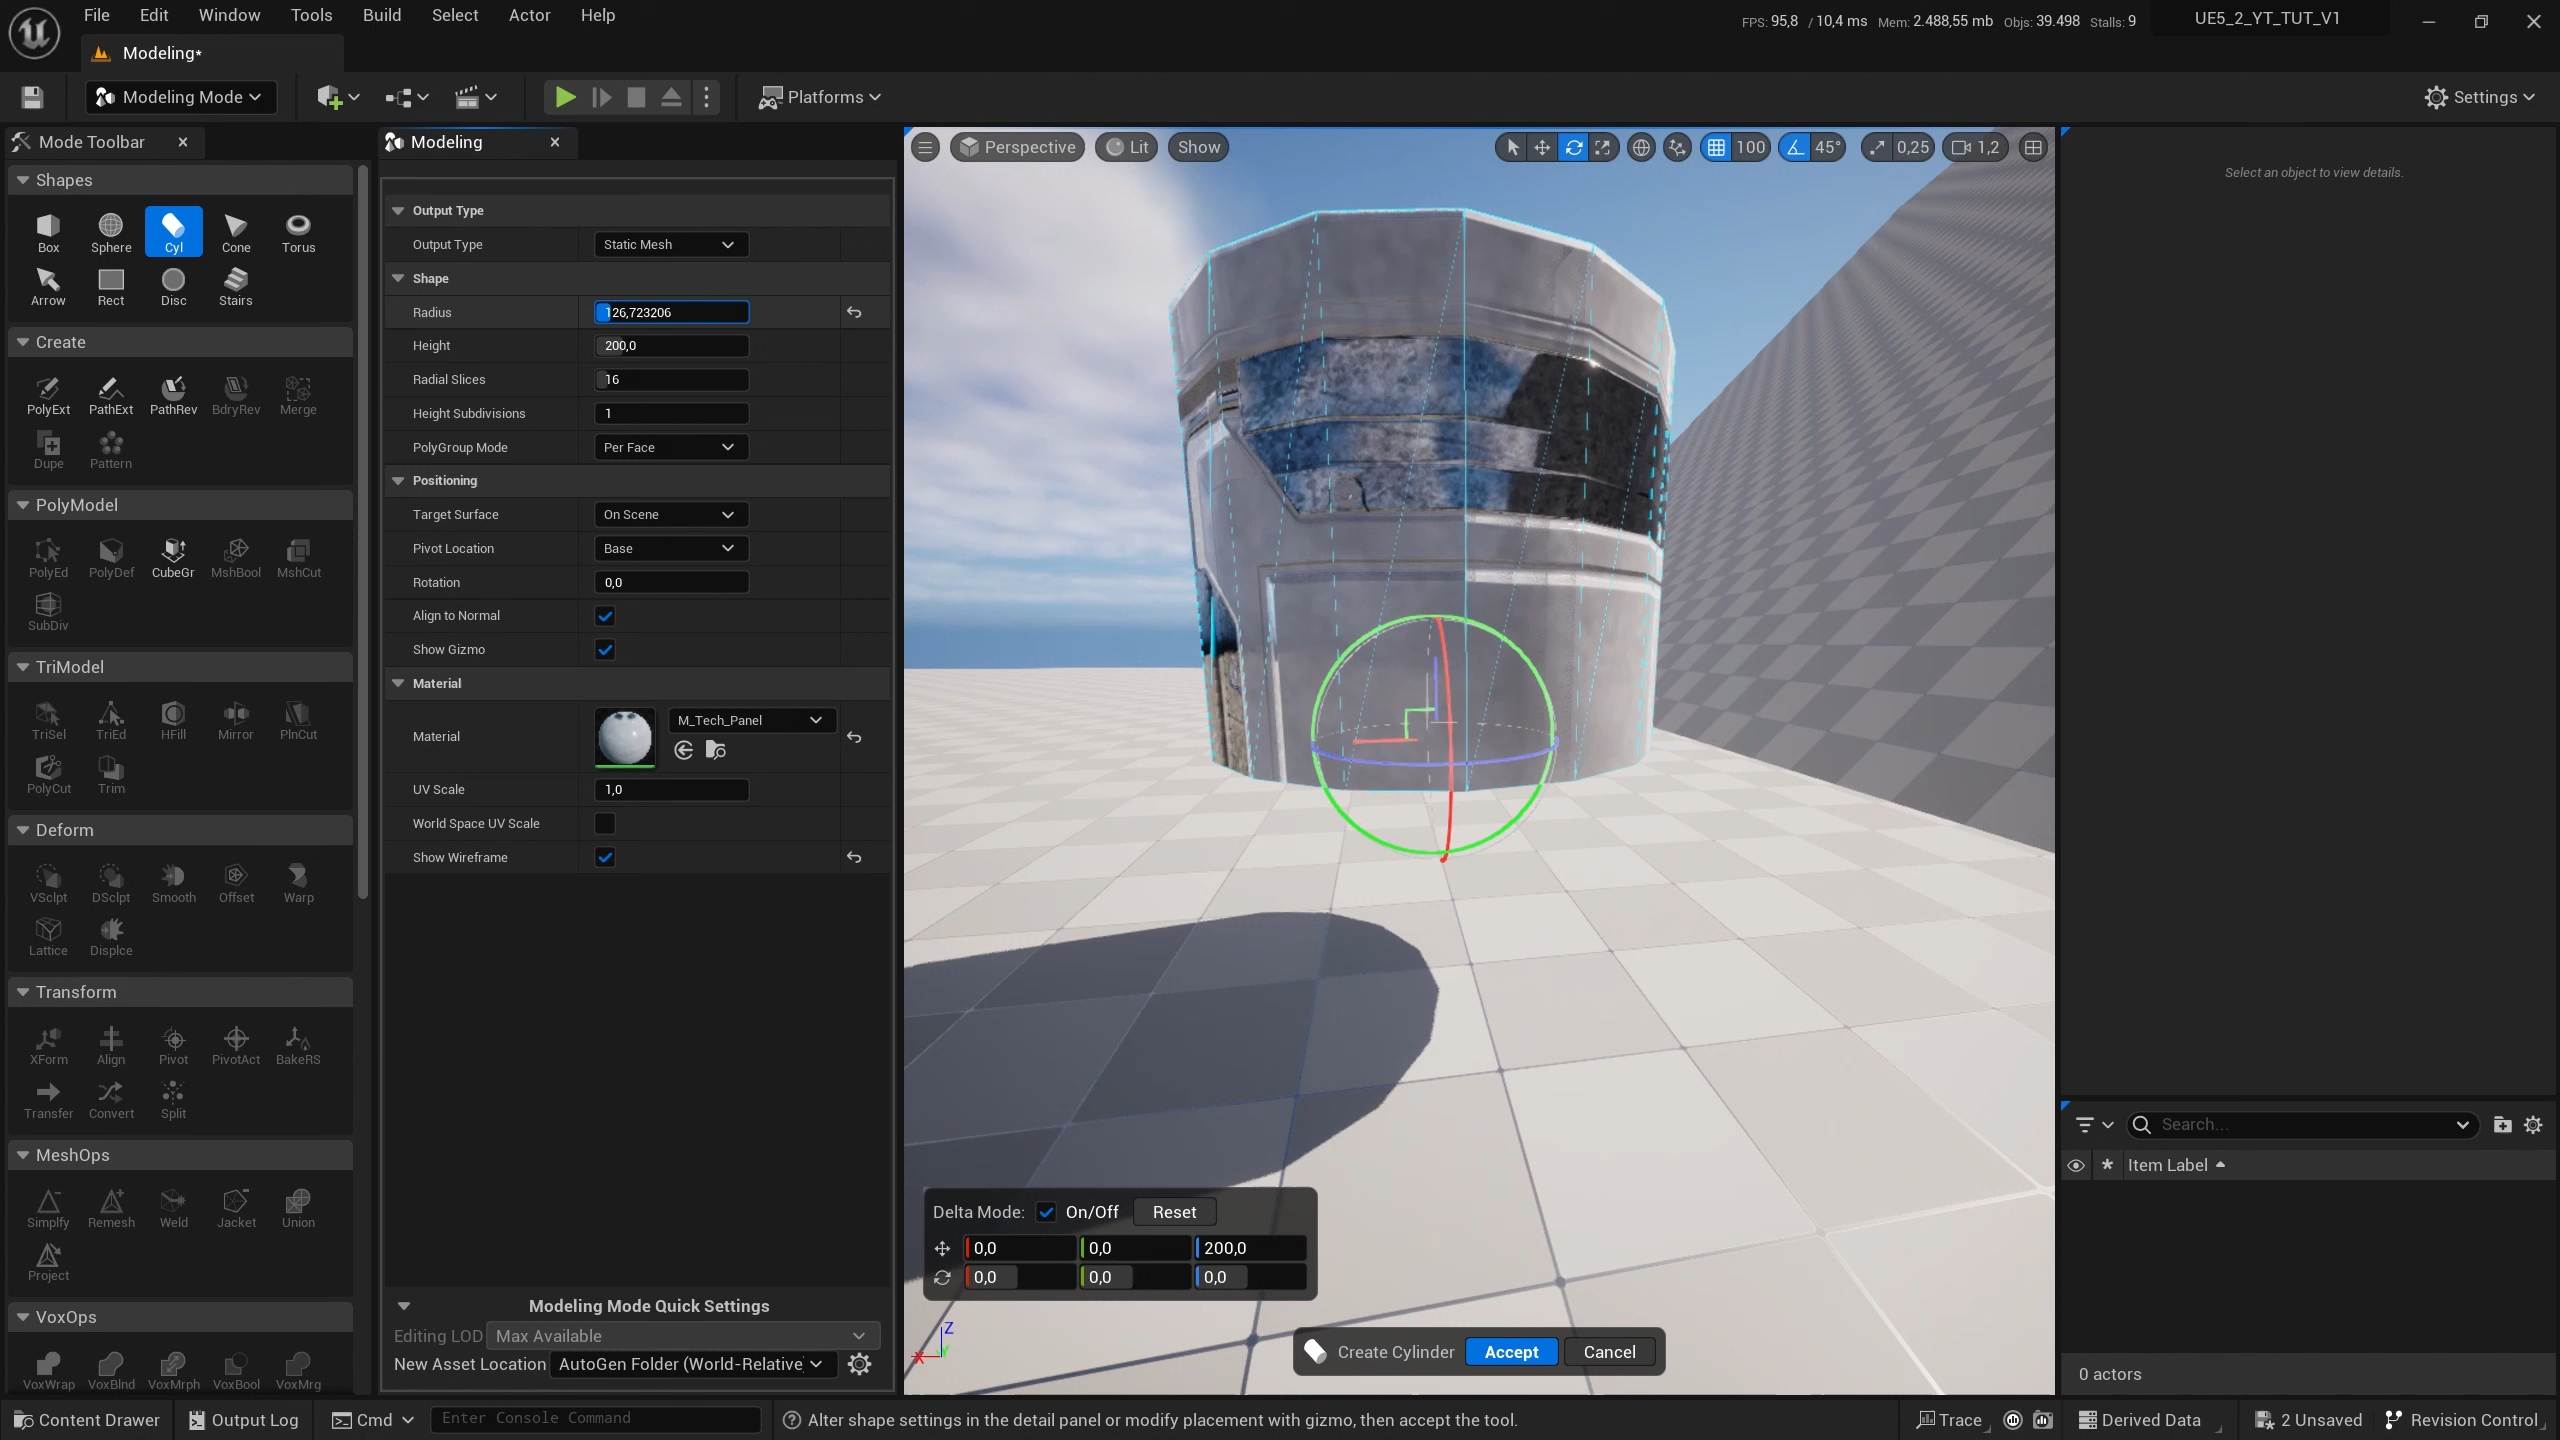 File Edit Window Tools Build Select Actor Help
FPS: 95,8 / 10,4 ms Mem: 2.488,55 mb Objs: 39.498 Stalls: 9
UE5_2_YT_TUT_V1
Modeling*
Modeling Mode
Platforms
Settings
Mode Toolbar
Shapes
Box Sphere Cyl Cone Torus
Arrow Rect Disc Stairs
Create
PolyExt PathExt PathRev BdryRev Merge
Dupe Pattern
PolyModel
PolyEd PolyDef CubeGr MshBool MshCut
SubDiv
TriModel
TriSel TriEd HFill Mirror PlnCut
PolyCut Trim
Deform
VSclpt DSclpt Smooth Offset Warp
Lattice Displce
Transform
XForm Align Pivot PivotAct BakeRS
Transfer Convert Split
MeshOps
Simplfy Remesh Weld Jacket Union
Project
VoxOps
VoxWrap VoxBlnd VoxMrph VoxBool VoxMrg
Modeling
Output Type
Output Type Static Mesh
Shape
Radius 126,723206
Height 200,0
Radial Slices 16
Height Subdivisions 1
PolyGroup Mode Per Face
Positioning
Target Surface On Scene
Pivot Location Base
Rotation 0,0
Align to Normal
Show Gizmo
Material
Material M_Tech_Panel
UV Scale 1,0
World Space UV Scale
Show Wireframe
Modeling Mode Quick Settings
Editing LOD Max Available
New Asset Location AutoGen Folder (World-Relative)
Perspective Lit Show
100 45° 0,25 1,2
Delta Mode: On/Off Reset
0,0 0,0 200,0
0,0 0,0 0,0
Z
X
Y
Create Cylinder Accept Cancel
Select an object to view details.
Search...
Item Label
0 actors
Content Drawer Output Log Cmd Enter Console Command
Alter shape settings in the detail panel or modify placement with gizmo, then accept the tool.
Trace Derived Data 2 Unsaved Revision Control